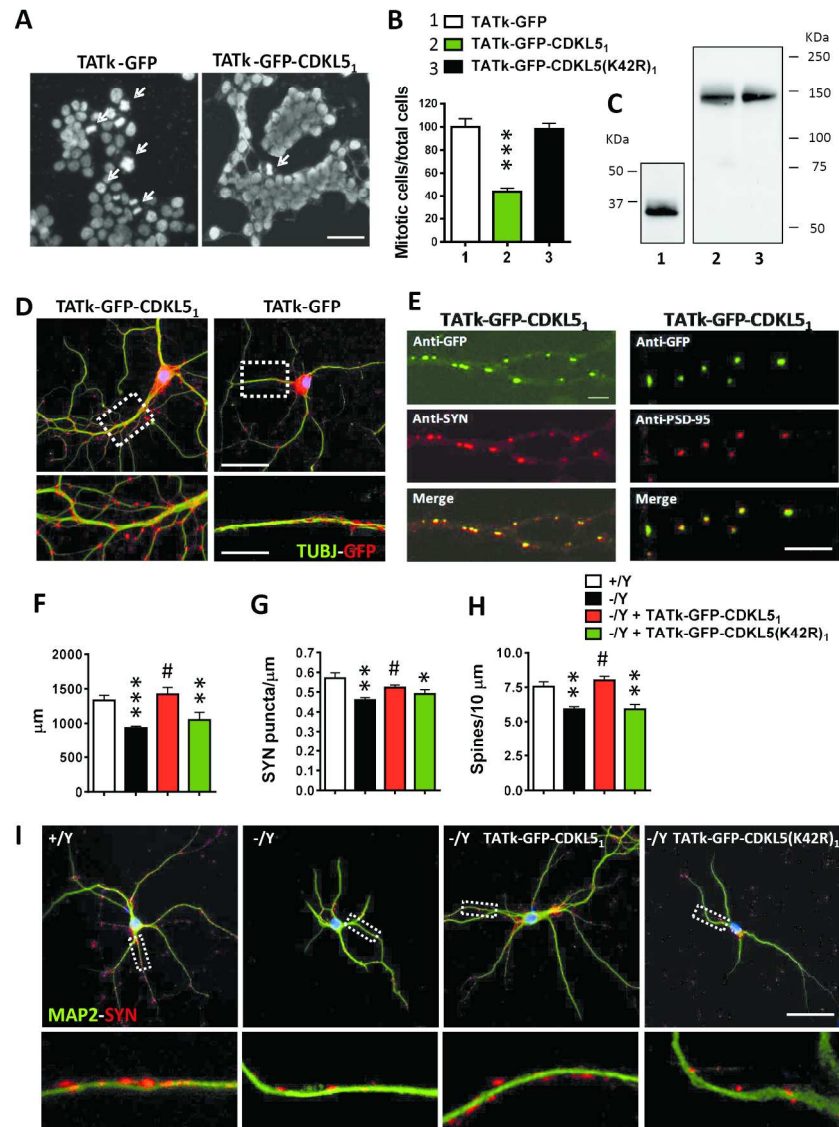 A
TATk-GFP
TATk-GFP-CDKL5₁
B
1 TATk-GFP
2 TATk-GFP-CDKL5₁
3 TATk-GFP-CDKL5(K42R)₁
Mitotic cells/total cells
120
100
80
60
40
20
0
***
1 2 3
C
KDa
50
37
1
KDa
250
150
100
75
50
2 3
D
TATk-GFP-CDKL5₁
TATk-GFP
TUBJ-GFP
E
TATk-GFP-CDKL5₁
TATk-GFP-CDKL5₁
Anti-GFP
Anti-GFP
Anti-SYN
Anti-PSD-95
Merge
Merge
+/Y
-/Y
-/Y + TATk-GFP-CDKL5₁
-/Y + TATk-GFP-CDKL5(K42R)₁
F
μm
2000
1500
1000
500
0
***
#
**
G
SYN puncta/μm
0.6
0.5
0.4
0.3
0.2
0.1
0.0
**
#
*
H
Spines/10 μm
10.0
7.5
5.0
2.5
0.0
**
#
**
I
+/Y
-/Y
-/Y TATk-GFP-CDKL5₁
-/Y TATk-GFP-CDKL5(K42R)₁
MAP2-SYN